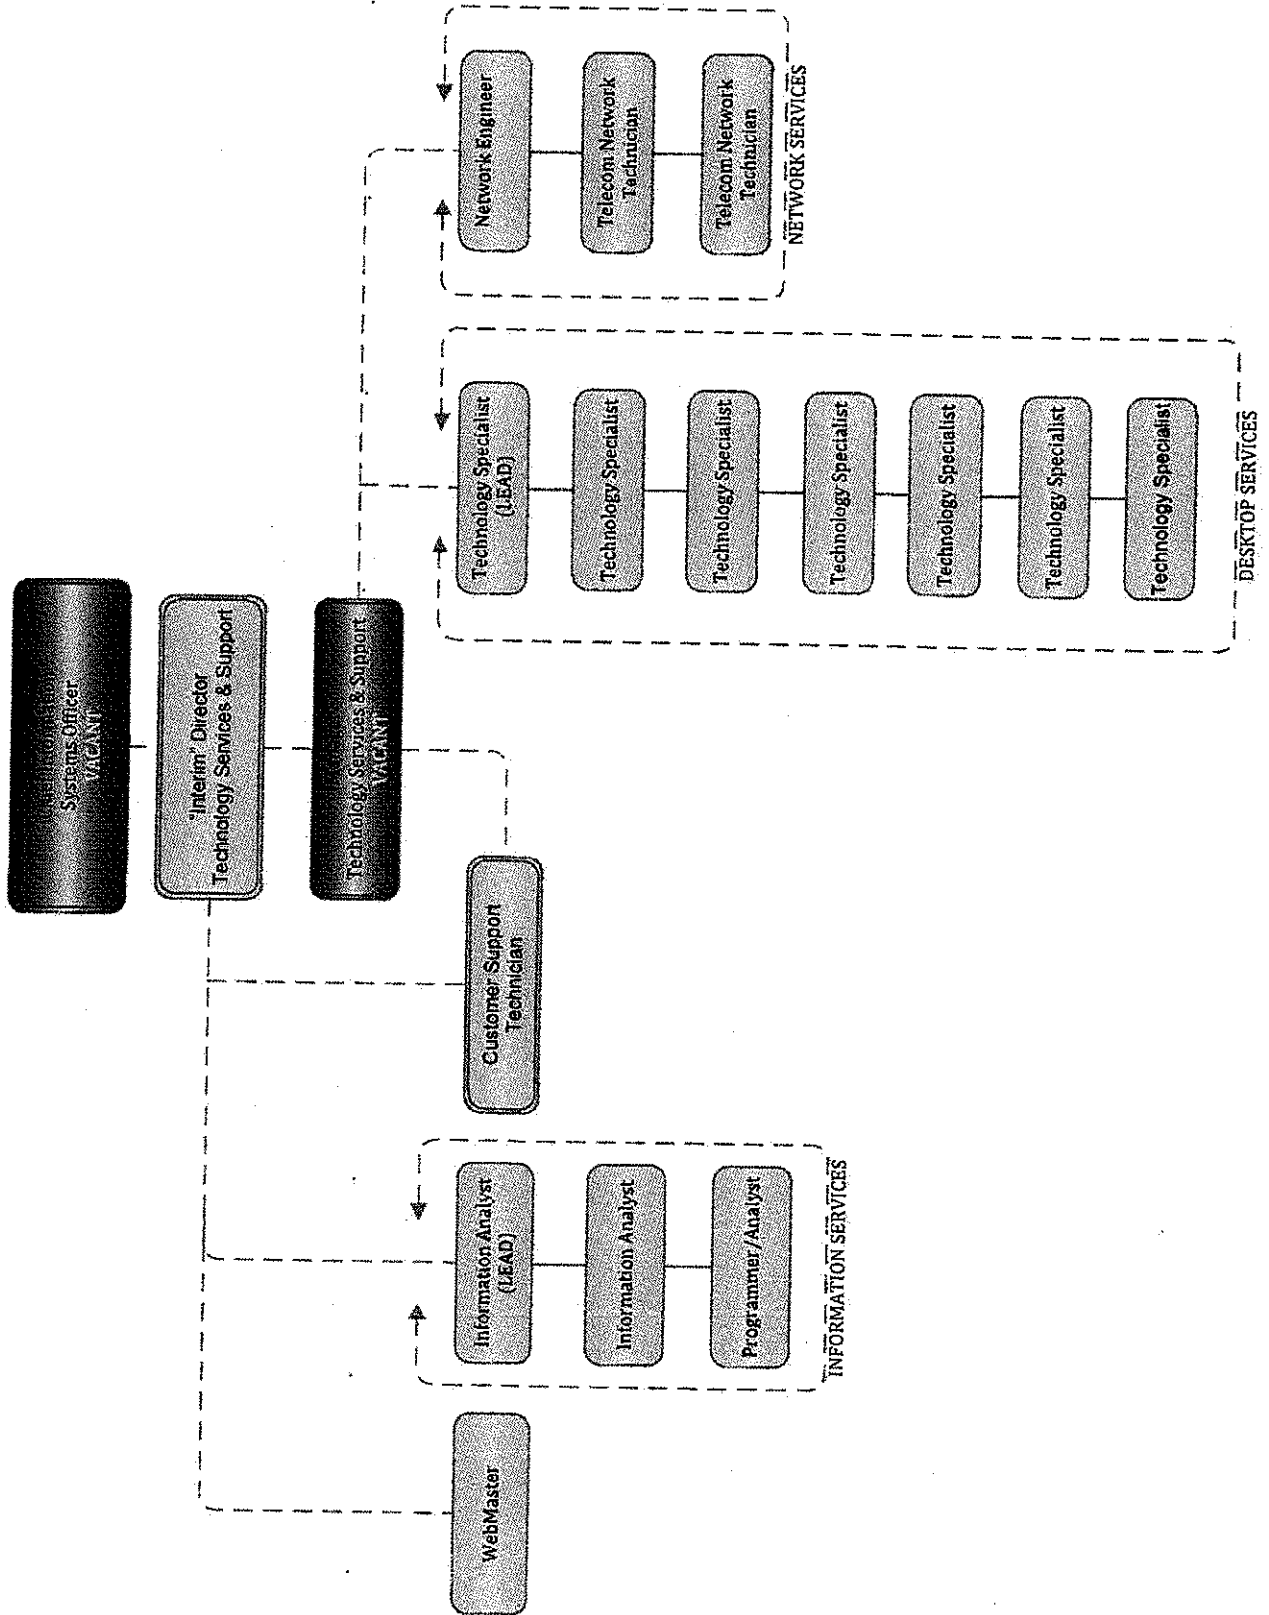 Systems Officer
VACANT
"Interim" Director
Technology Services & Support
Technology Services & Support
VACANT
WebMaster
Information Analyst
(LEAD)
Information Analyst
Programmer/Analyst
INFORMATION SERVICES
Customer Support
Technician
Technology Specialist
(LEAD)
Technology Specialist
Technology Specialist
Technology Specialist
Technology Specialist
Technology Specialist
Technology Specialist
DESKTOP SERVICES
Network Engineer
Telecom Network
Technician
Telecom Network
Technician
NETWORK SERVICES